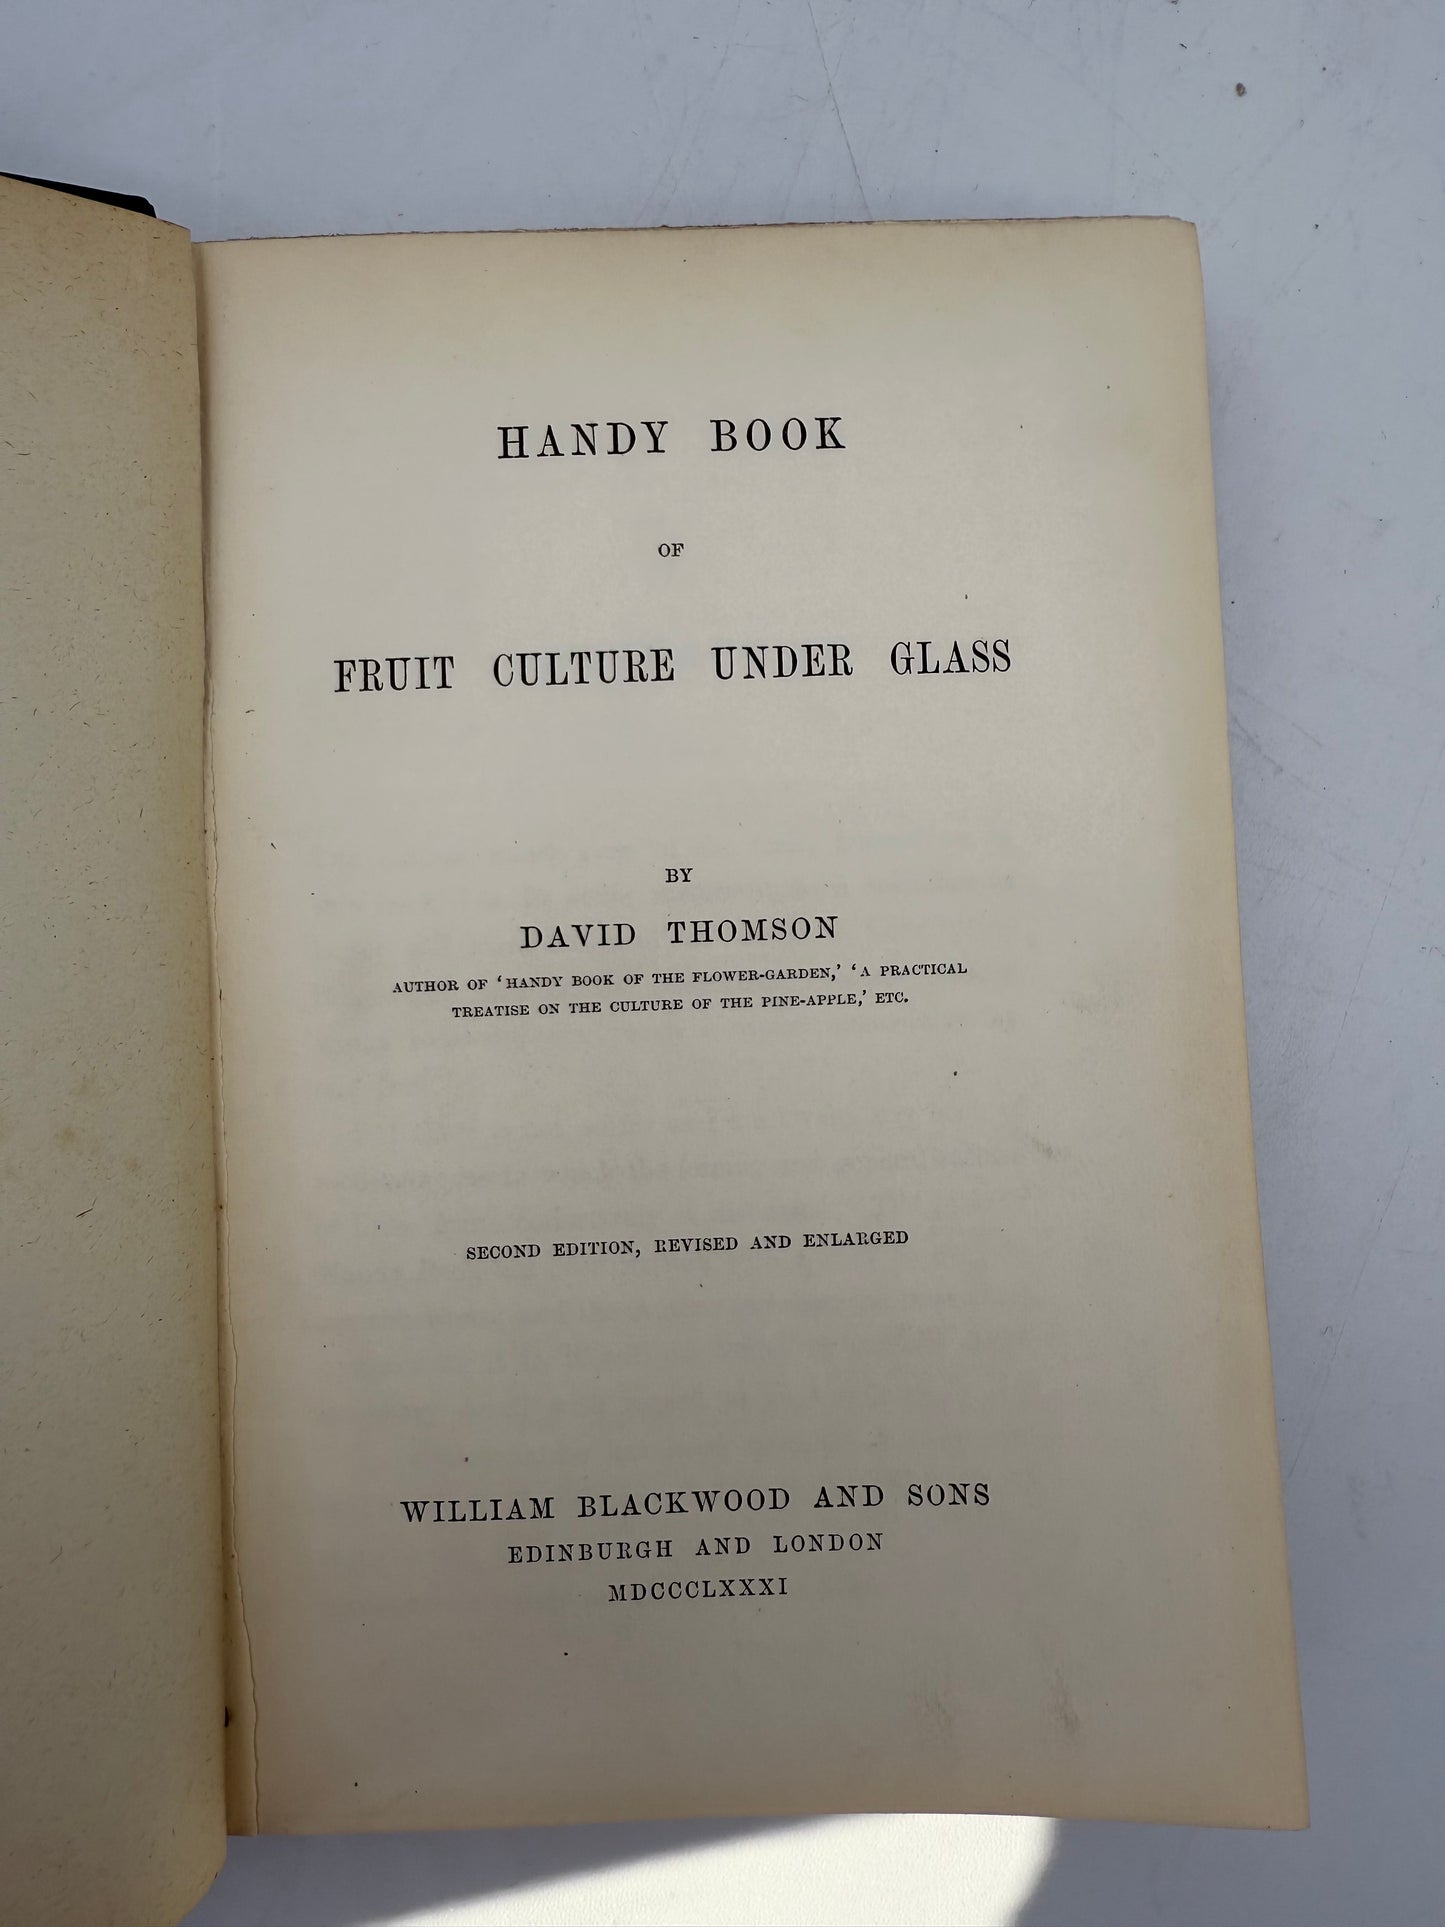 HANDY BOOK
OF
FRUIT CULTURE UNDER GLASS
BY
DAVID THOMSON
AUTHOR OF ‘HANDY BOOK OF THE FLOWER-GARDEN,’ ‘A PRACTICAL
TREATISE ON THE CULTURE OF THE PINE-APPLE,’ ETC.
SECOND EDITION, REVISED AND ENLARGED
WILLIAM BLACKWOOD AND SONS
EDINBURGH AND LONDON
MDCCCLXXXI